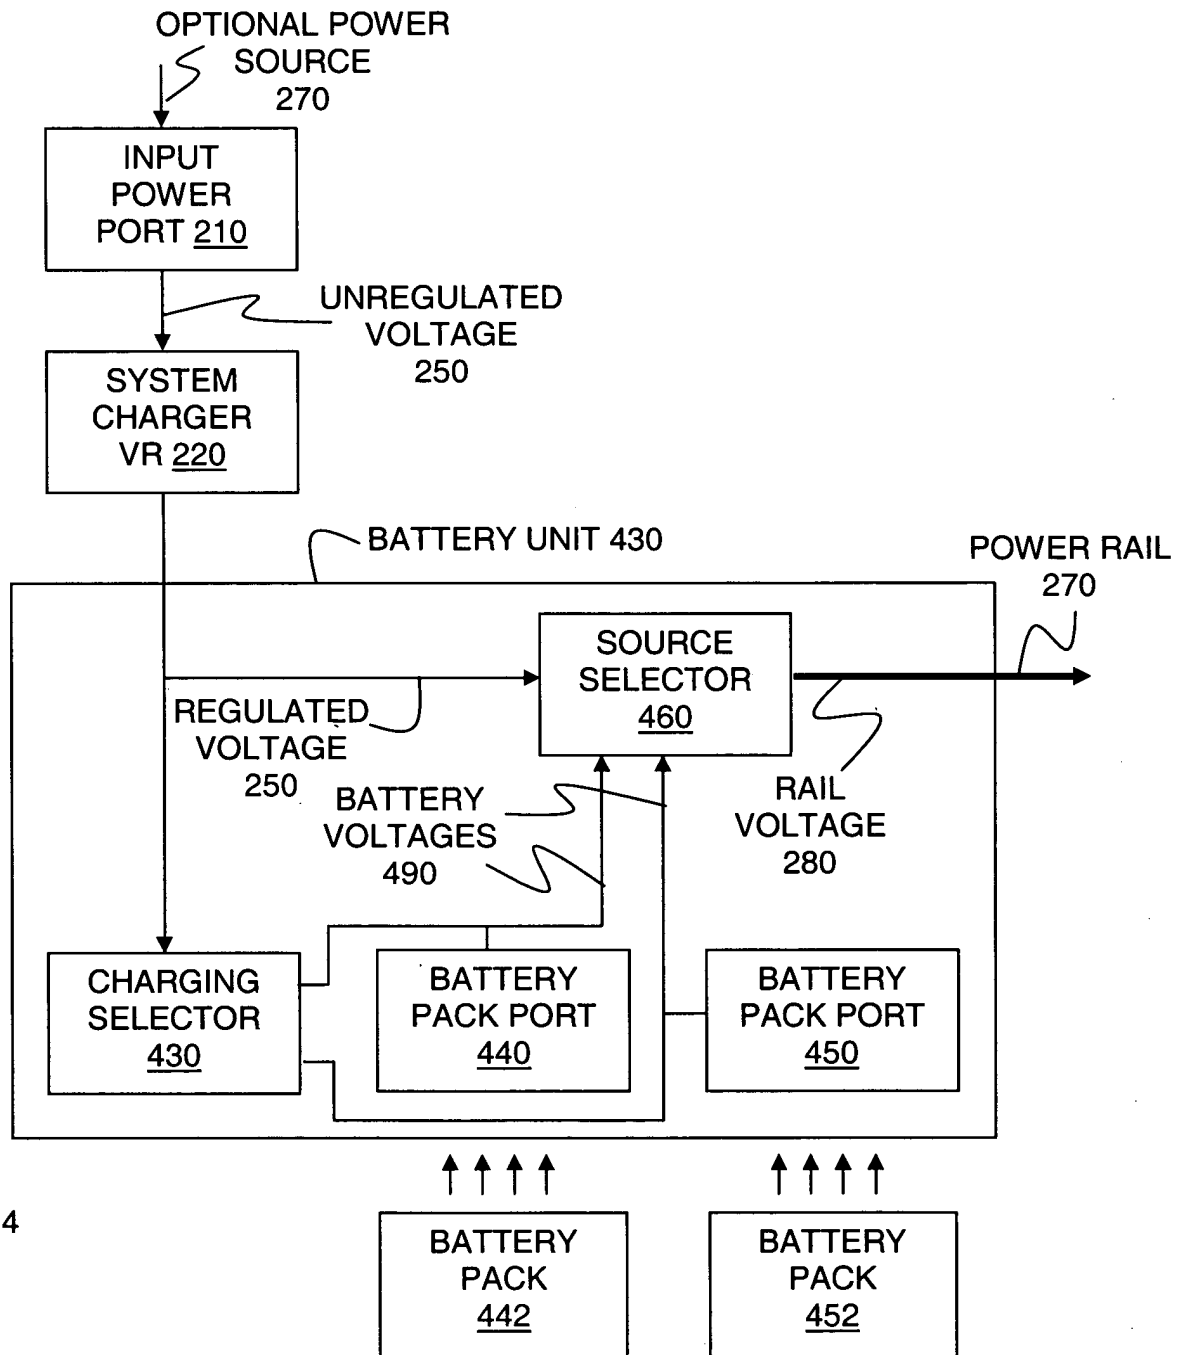 OPTIONAL POWER
SOURCE
270
INPUT
POWER
PORT 210
UNREGULATED
VOLTAGE
250
SYSTEM
CHARGER
VR 220
BATTERY UNIT 430
POWER RAIL
270
SOURCE
SELECTOR
460
REGULATED
VOLTAGE
250
BATTERY
VOLTAGES
490
RAIL
VOLTAGE
280
CHARGING
SELECTOR
430
BATTERY
PACK PORT
440
BATTERY
PACK PORT
450
4
BATTERY
PACK
442
BATTERY
PACK
452